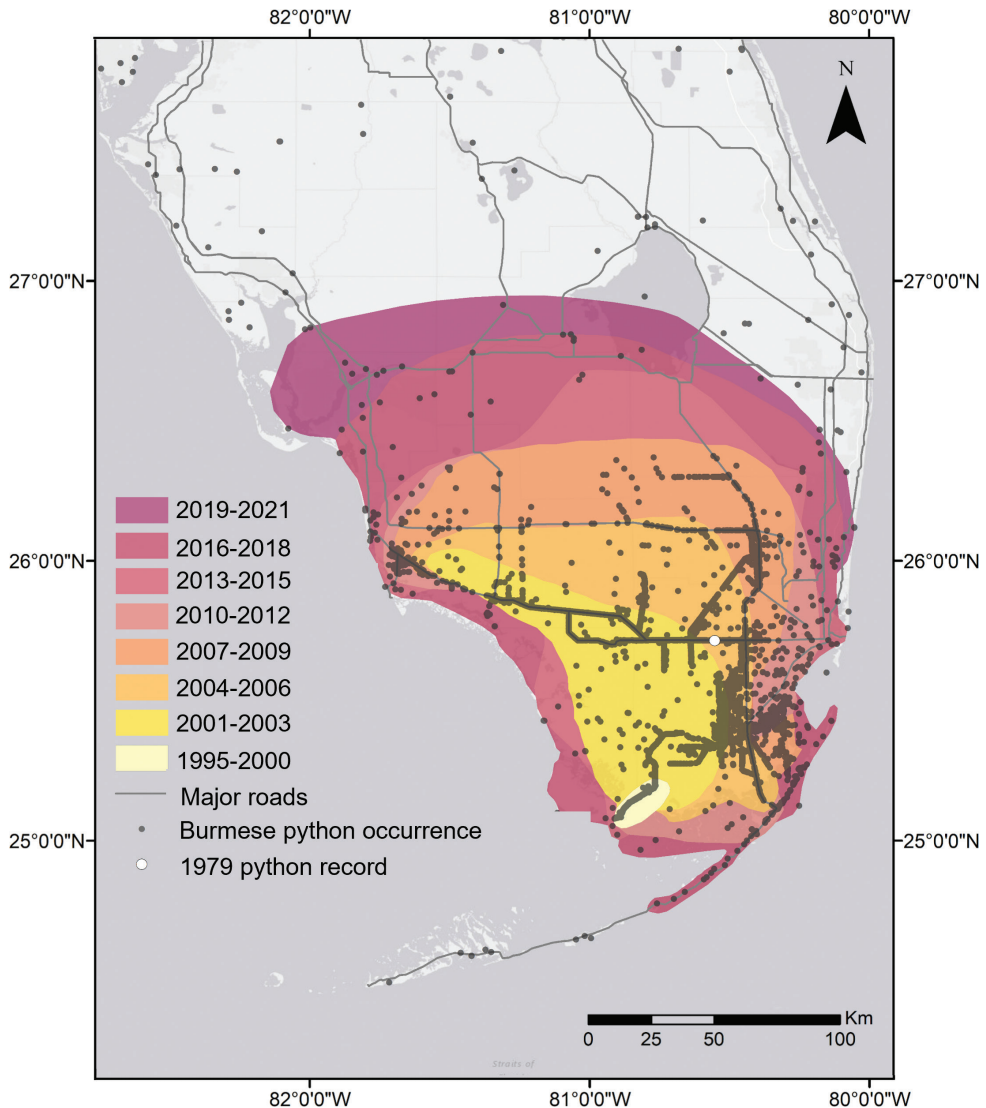 82°0'0"W 81°0'0"W 80°0'0"W
N
27°0'0"N 27°0'0"N
2019-2021
2016-2018
2013-2015
26°0'0"N 26°0'0"N
2010-2012
2007-2009
2004-2006
2001-2003
1995-2000
Major roads
Burmese python occurrence
25°0'0"N 25°0'0"N
1979 python record
Km
0 25 50 100
Straits of
82°0'0"W 81°0'0"W 80°0'0"W